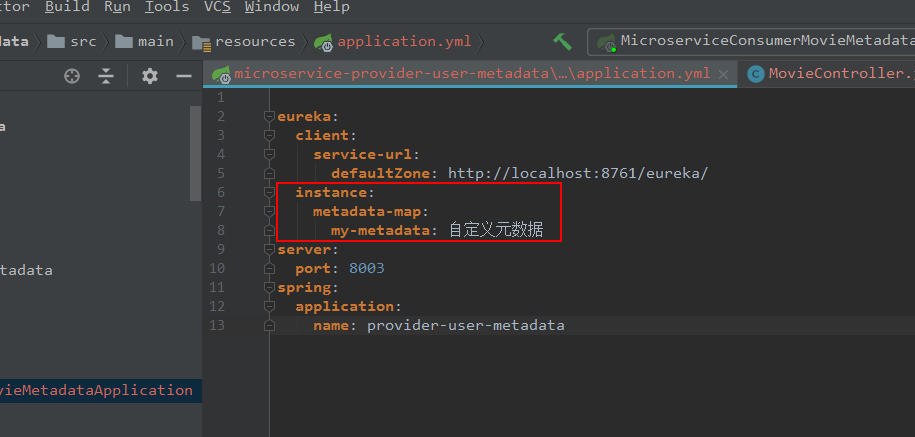 ctor Build Run Tools VCS Window Help
data src main resources application.yml MicroserviceConsumerMovieMetadata
microservice-provider-user-metadata\...\application.yml MovieController.j
1
2 eureka:
a
3 client:
4 service-url:
5 defaultZone: http://localhost:8761/eureka/
6 instance:
7 metadata-map:
8 my-metadata: 自定义元数据
9 server:
tadata
10 port: 8003
11 spring:
12 application:
13 name: provider-user-metadata
vieMetadataApplication